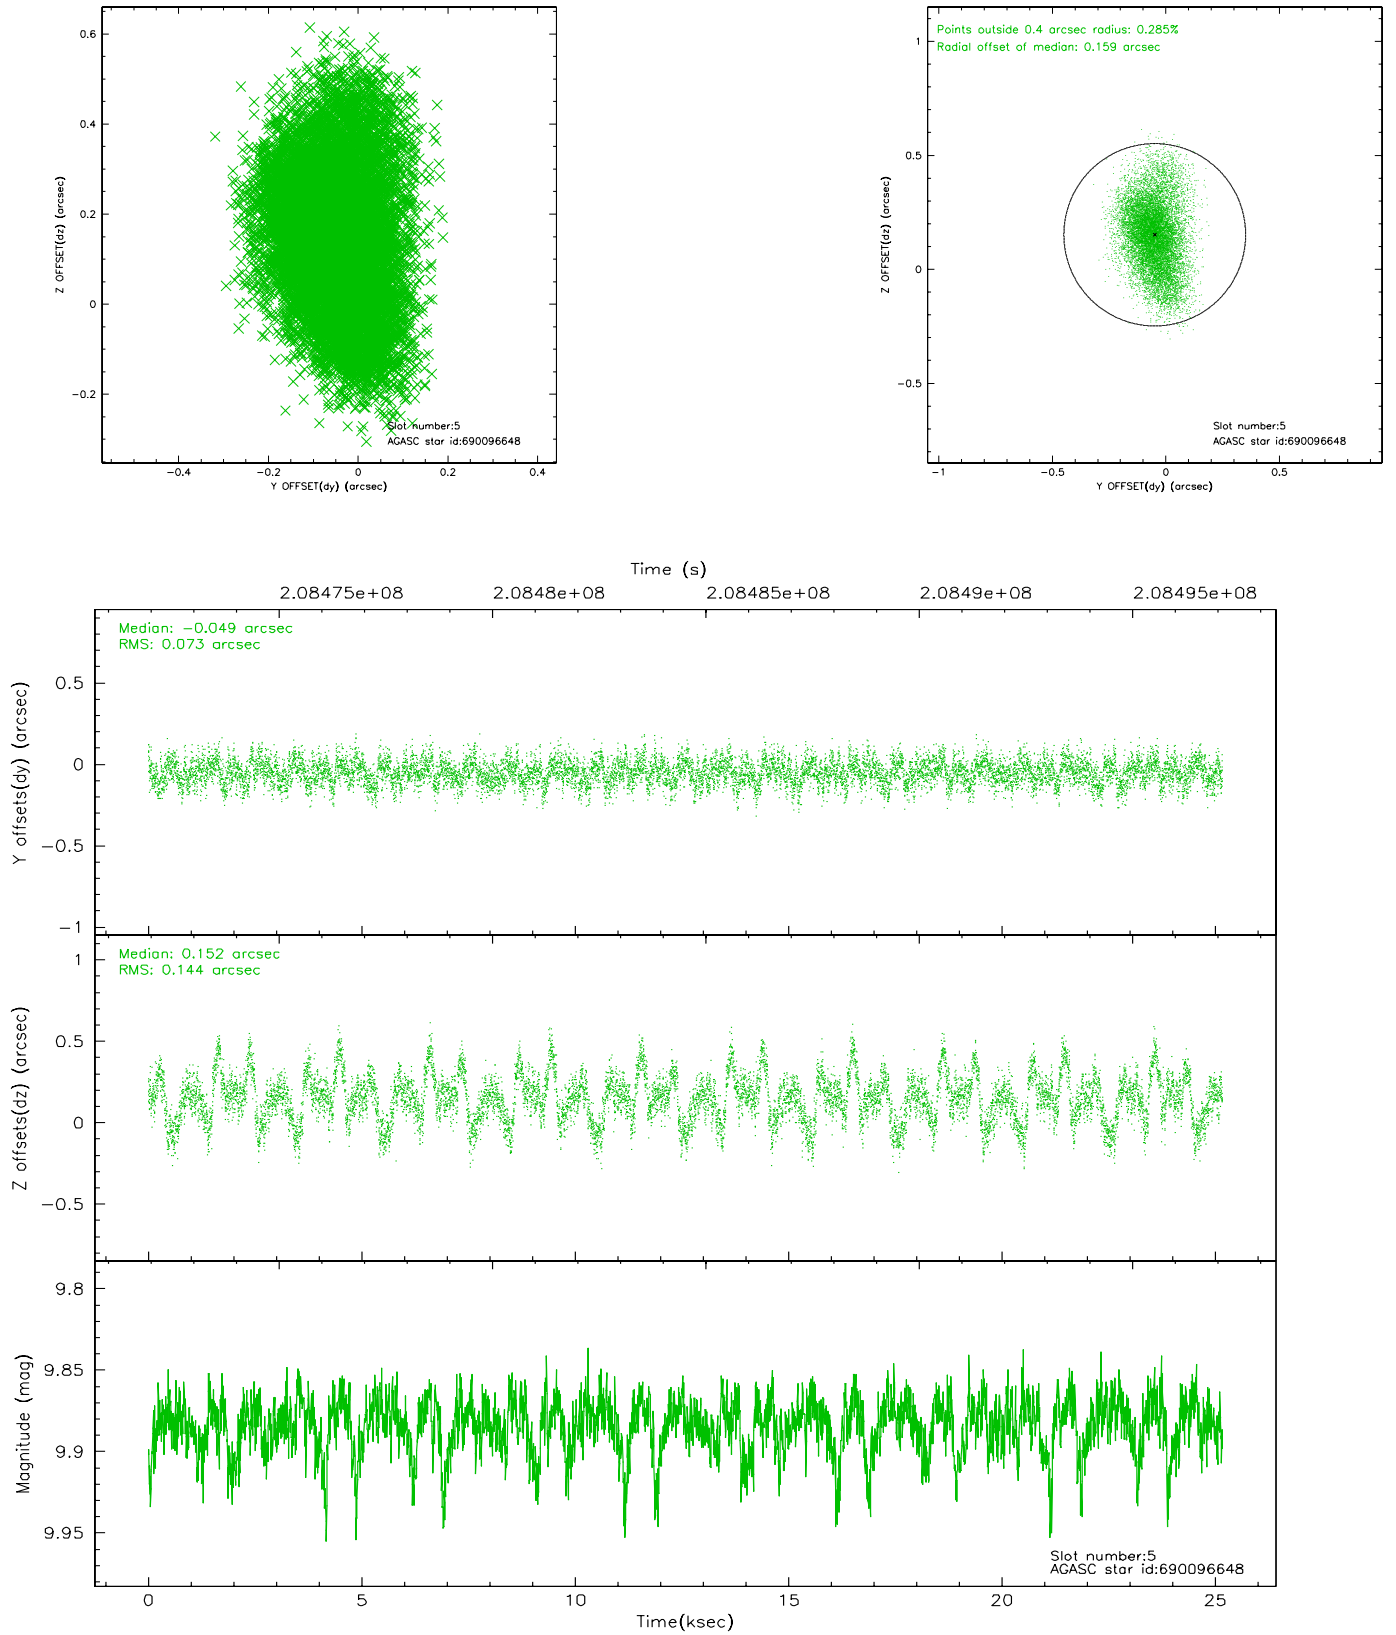 0.6
0.4
0.2
0
−0.2
Z OFFSET(dz) (arcsec)
−0.4
−0.2
0
0.2
0.4
Y OFFSET(dy) (arcsec)
Slot number:5
AGASC star id:690096648
Points outside 0.4 arcsec radius: 0.285%
Radial offset of median: 0.159 arcsec
1
0.5
0
−0.5
Z OFFSET(dz) (arcsec)
−1
−0.5
0
0.5
Y OFFSET(dy) (arcsec)
Slot number:5
AGASC star id:690096648
Time (s)
2.08475e+08
2.0848e+08
2.08485e+08
2.0849e+08
2.08495e+08
Median: −0.049 arcsec
RMS: 0.073 arcsec
0.5
0
−0.5
−1
Y offsets(dy) (arcsec)
Median: 0.152 arcsec
RMS: 0.144 arcsec
1
0.5
0
−0.5
Z offsets(dz) (arcsec)
9.8
9.85
9.9
9.95
Magnitude (mag)
Slot number:5
AGASC star id:690096648
0
5
10
15
20
25
Time(ksec)